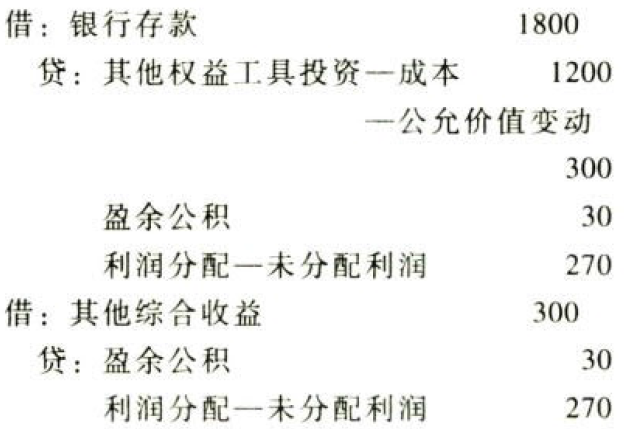 借：银行存款 1800
贷：其他权益工具投资—成本 1200
—公允价值变动
300
盈余公积 30
利润分配—未分配利润 270
借：其他综合收益 300
贷：盈余公积 30
利润分配—未分配利润 270